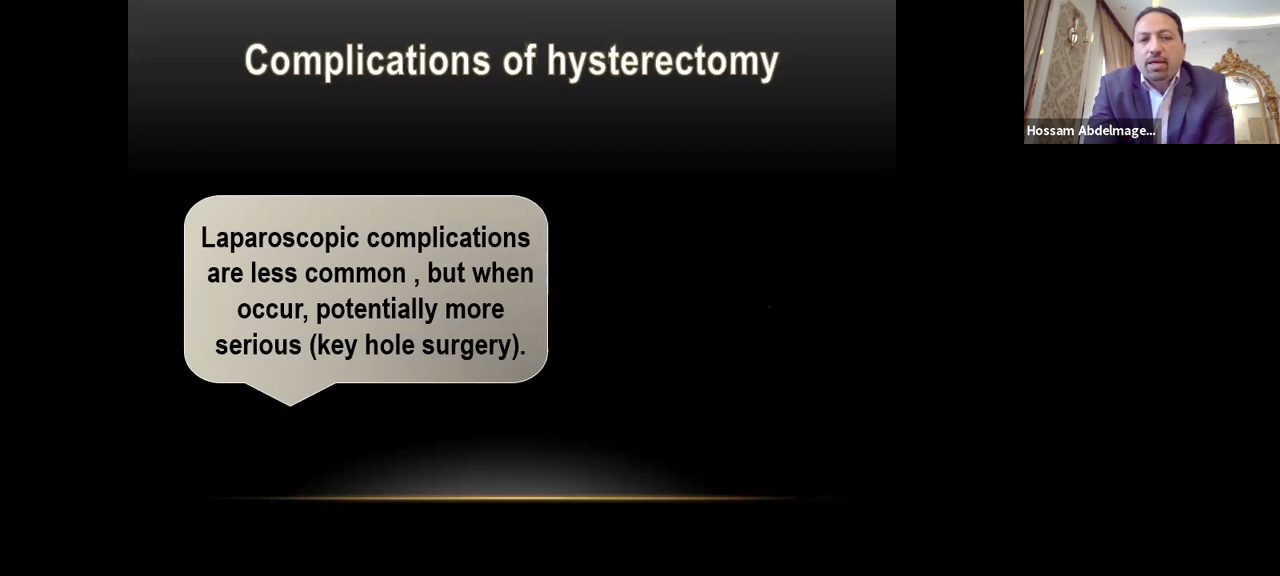 Complications of hysterectomy
Hossam Abdelmage...
Laparoscopic complications
are less common , but when
occur, potentially more
serious (key hole surgery).